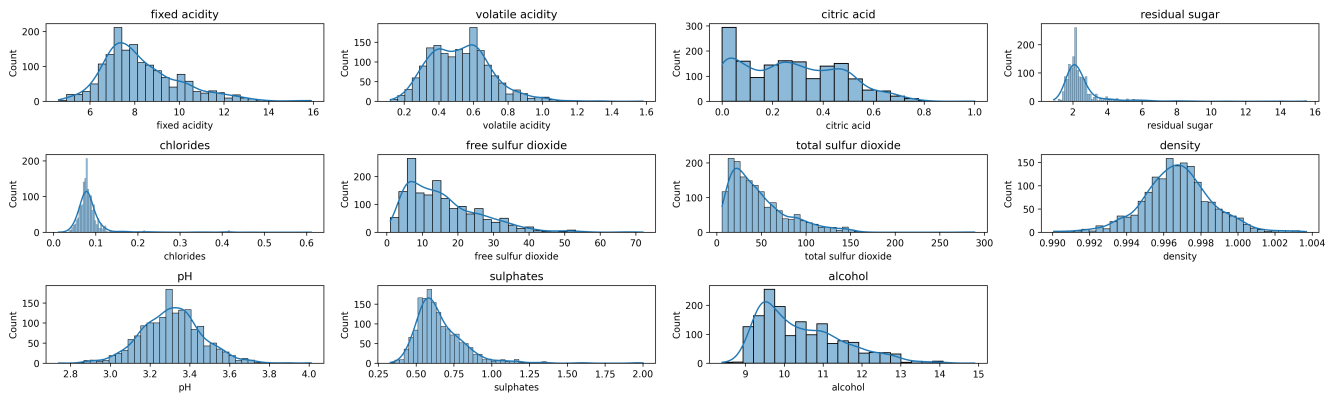 fixed acidity
Count
200
100
0
6 8 10 12 14 16
fixed acidity
volatile acidity
Count
150
100
50
0
0.2 0.4 0.6 0.8 1.0 1.2 1.4 1.6
volatile acidity
citric acid
Count
300
200
100
0
0.0 0.2 0.4 0.6 0.8 1.0
citric acid
residual sugar
Count
200
100
0
2 4 6 8 10 12 14 16
residual sugar
chlorides
Count
200
100
0
0.0 0.1 0.2 0.3 0.4 0.5 0.6
chlorides
free sulfur dioxide
Count
200
100
0
0 10 20 30 40 50 60 70
free sulfur dioxide
total sulfur dioxide
Count
200
100
0
0 50 100 150 200 250 300
total sulfur dioxide
density
Count
150
100
50
0
0.990 0.992 0.994 0.996 0.998 1.000 1.002 1.004
density
pH
Count
150
100
50
0
2.8 3.0 3.2 3.4 3.6 3.8 4.0
pH
sulphates
Count
150
100
50
0
0.25 0.50 0.75 1.00 1.25 1.50 1.75 2.00
sulphates
alcohol
Count
200
100
0
9 10 11 12 13 14 15
alcohol